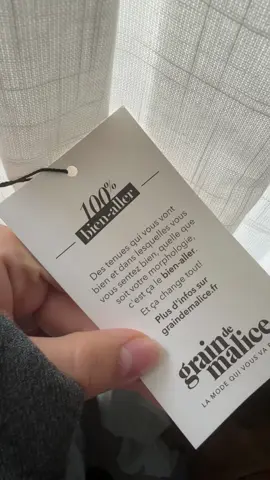 100%
bien-aller
Des tenues qui vous vont
bien et dans lesquelles vous
vous sentez bien, quelle que
soit votre morphologie,
c'est ça le bien-aller.
Et ça change tout!
Plus d'infos sur
graindemalice.fr
grain de
malice
LA MODE QUI VOUS VA